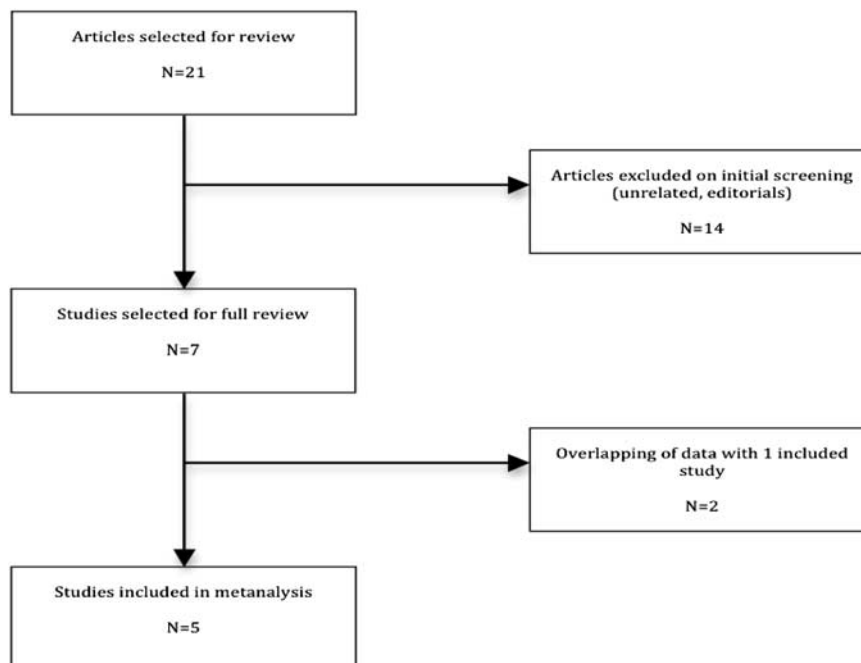 Articles selected for review
N=21
Articles excluded on initial screening
(unrelated, editorials)
N=14
Studies selected for full review
N=7
Overlapping of data with 1 included
study
N=2
Studies included in metanalysis
N=5